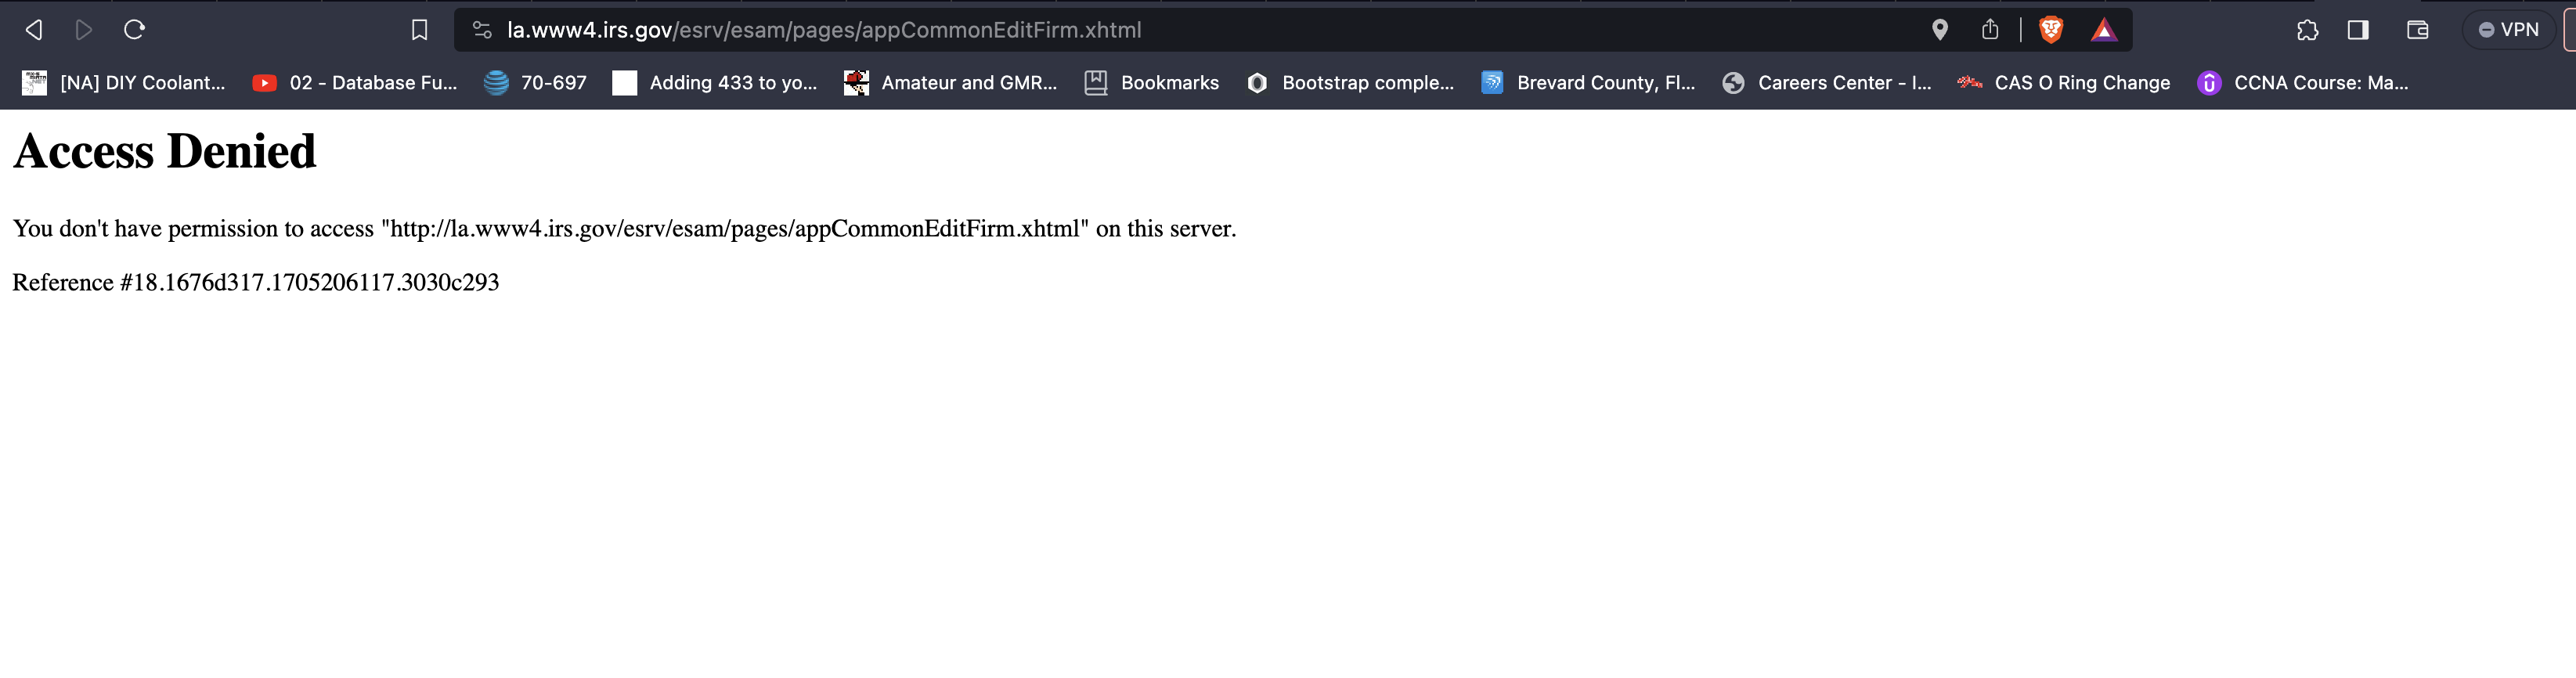 la.www4.irs.gov/esrv/esam/pages/appCommonEditFirm.xhtml
VPN
[NA] DIY Coolant... 02 - Database Fu... 70-697 Adding 433 to yo... Amateur and GMR... Bookmarks Bootstrap comple... Brevard County, Fl... Careers Center - I... CAS O Ring Change CCNA Course: Ma...
Access Denied
You don't have permission to access "http://la.www4.irs.gov/esrv/esam/pages/appCommonEditFirm.xhtml" on this server.
Reference #18.1676d317.1705206117.3030c293